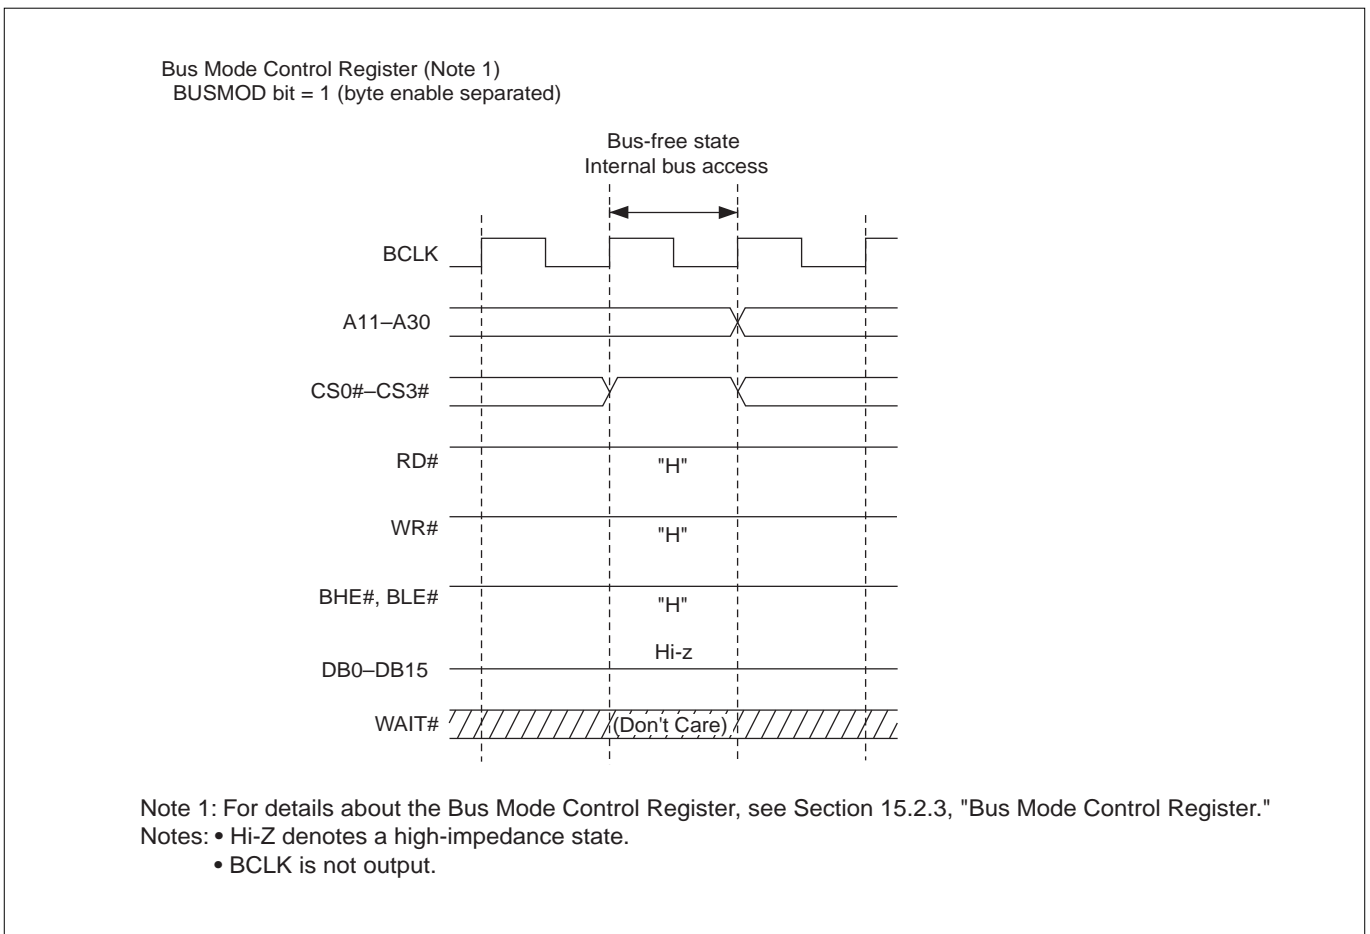 Bus Mode Control Register (Note 1)
BUSMOD bit = 1 (byte enable separated)
Bus-free state
Internal bus access
BCLK
A11–A30
CS0#–CS3#
RD#
"H"
WR#
"H"
BHE#, BLE#
"H"
Hi-z
DB0–DB15
WAIT#
(Don't Care)
Note 1: For details about the Bus Mode Control Register, see Section 15.2.3, "Bus Mode Control Register."
Notes: • Hi-Z denotes a high-impedance state.
• BCLK is not output.